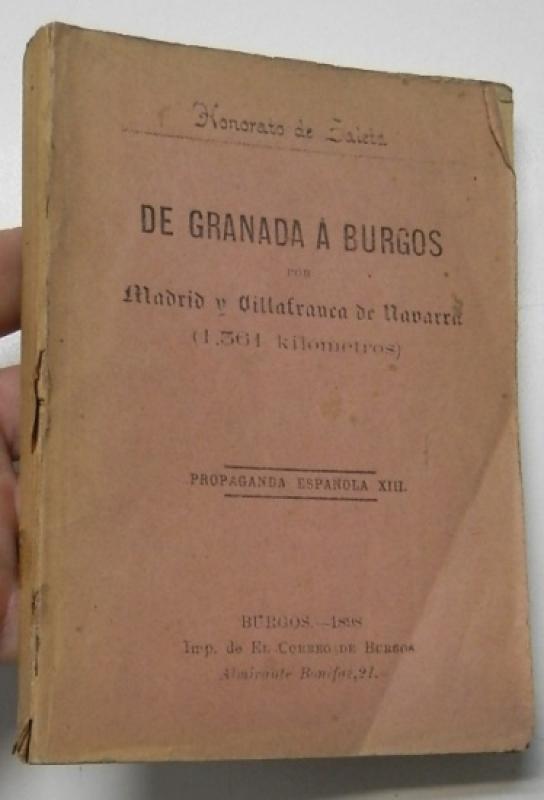 Honorato de Saleta
DE GRANADA Á BURGOS
POR
Madrid y Villafranca de Navarra
(1.361 kilometros)
PROPAGANDA ESPAÑOLA XIII.
BURGOS.—1898
Imp. de EL CORREO DE BURGOS
Almirante Bonifaz, 21.